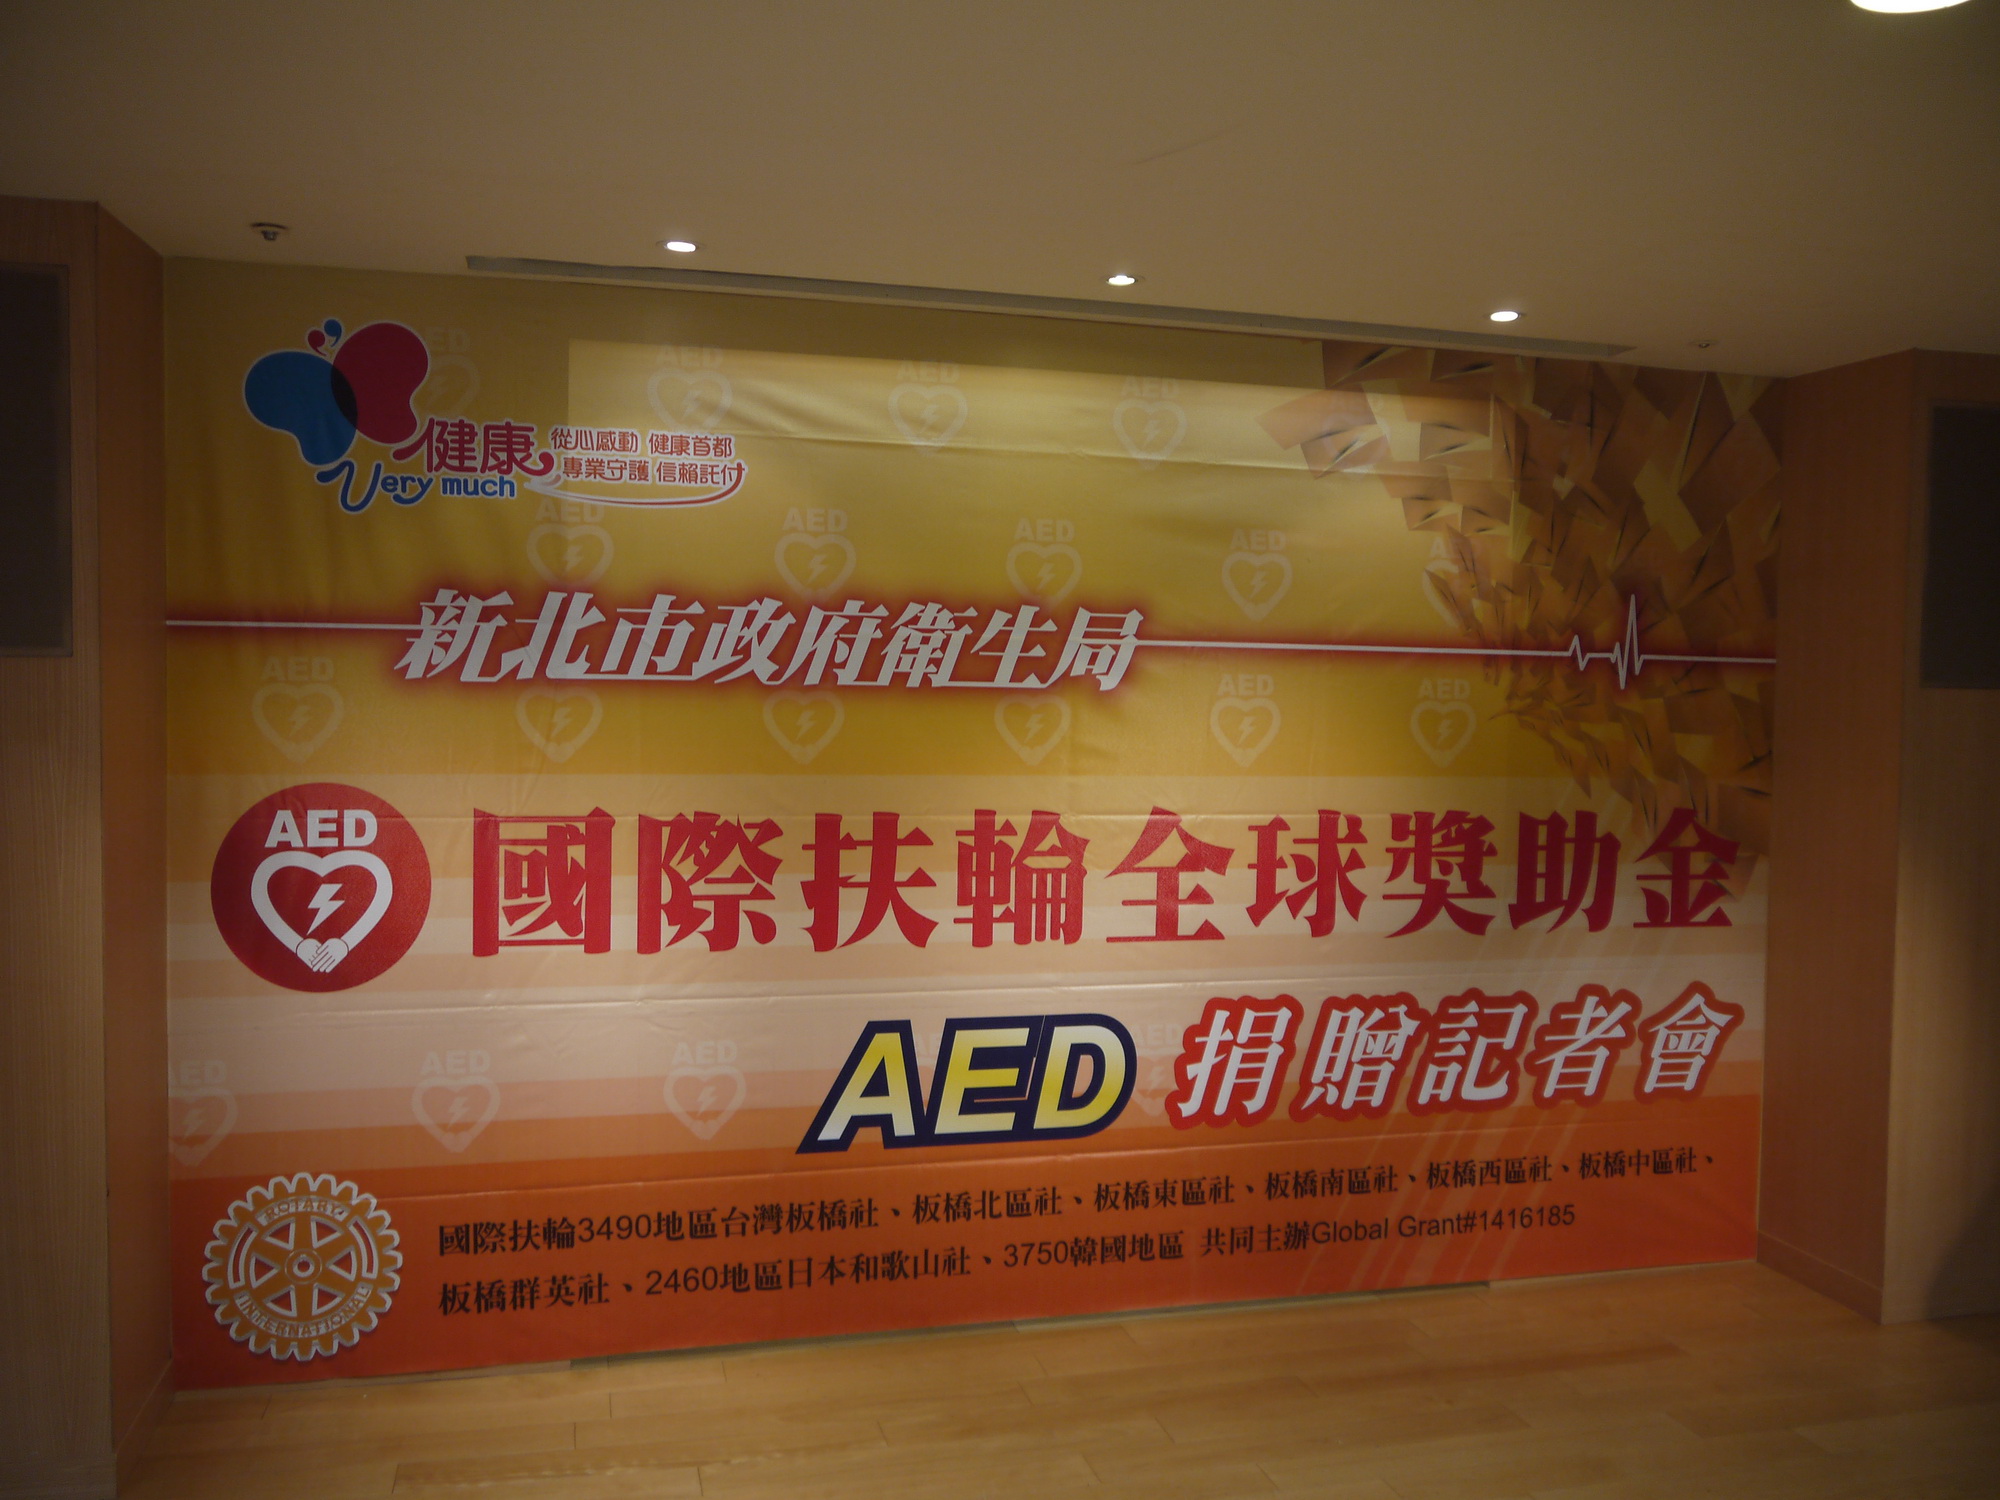 健康 從心感動 健康首都
Very much 專業守護 信賴託付
新北市政府衛生局
AED 國際扶輪全球獎助金
AED 捐贈記者會
國際扶輪3490地區台灣板橋社、板橋北區社、板橋東區社、板橋南區社、板橋西區社、板橋中區社、
板橋群英社、2460地區日本和歌山社、3750韓國地區 共同主辦Global Grant#1416185
ROTARY
INTERNATIONAL